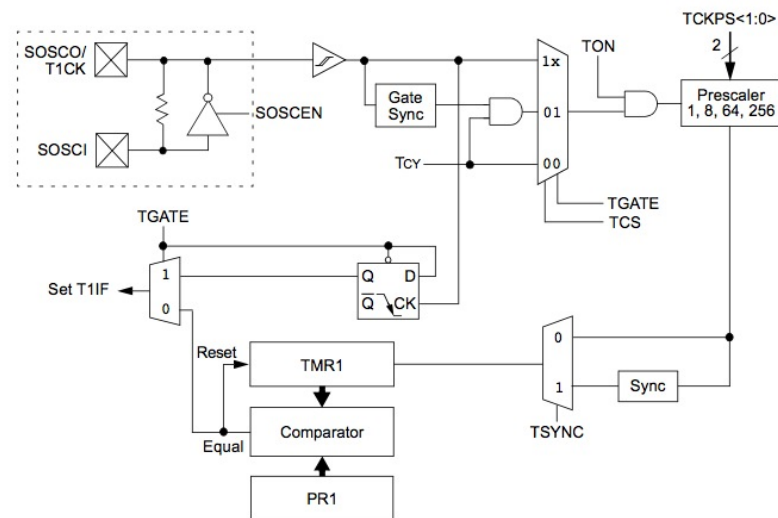 TCKPS<1:0>
SOSCO/
T1CK
TON
2
1x
Prescaler
1, 8, 64, 256
Gate
Sync
SOSCEN
01
SOSCI
TCY
00
TGATE
TCS
TGATE
1
Q
D
Set T1IF
Q
CK
0
0
Reset
TMR1
1
Sync
Equal
Comparator
TSYNC
PR1